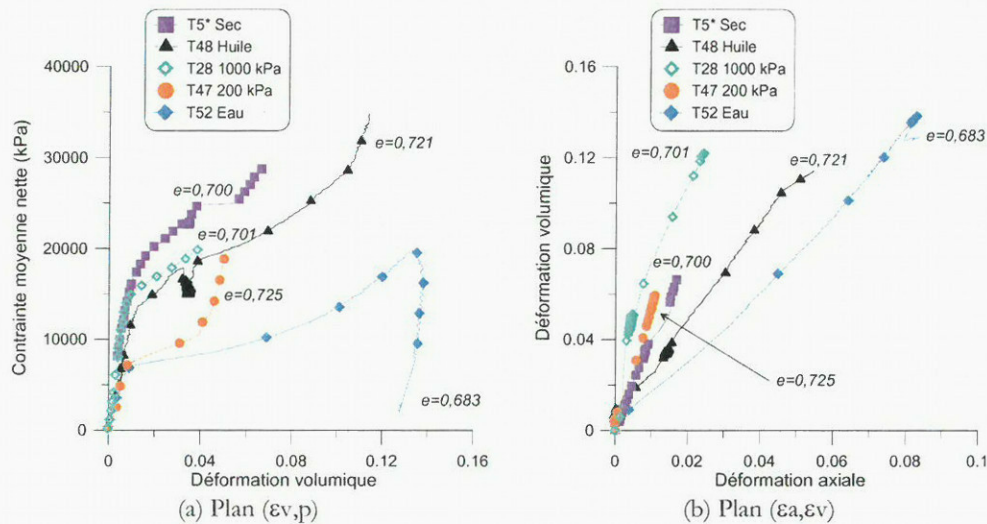 T5* Sec
T48 Huile
T28 1000 kPa
T47 200 kPa
T52 Eau
Contrainte moyenne nette (kPa)
40000
30000
20000
10000
0
e=0,721
e=0,700
e=0,701
e=0,725
e=0,683
0
0.04
0.08
0.12
0.16
Déformation volumique
(a) Plan (εv,p)
T5* Sec
T48 Huile
T28 1000 kPa
T47 200 kPa
T52 Eau
Déformation volumique
0.16
0.12
0.08
0.04
0
e=0,701
e=0,721
e=0,683
e=0,700
e=0,725
0
0.02
0.04
0.06
0.08
0.1
Déformation axiale
(b) Plan (εa,εv)